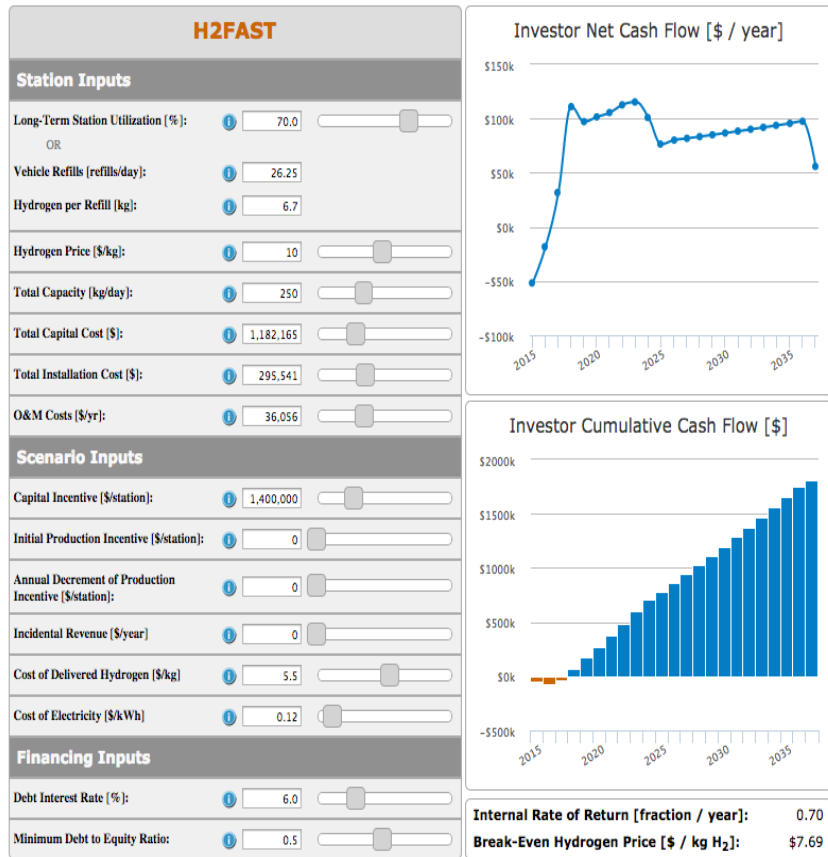 H2FAST
Station Inputs
Long-Term Station Utilization [%]: i 70.0
OR
Vehicle Refills [refills/day]: i 26.25
Hydrogen per Refill [kg]: i 6.7
Hydrogen Price [$/kg]: i 10
Total Capacity [kg/day]: i 250
Total Capital Cost [$]: i 1,182,165
Total Installation Cost [$]: i 295,541
O&M Costs [$/yr]: i 36,056
Scenario Inputs
Capital Incentive [$/station]: i 1,400,000
Initial Production Incentive [$/station]: i 0
Annual Decrement of Production
Incentive [$/station]: i 0
Incidental Revenue [$/year] i 0
Cost of Delivered Hydrogen [$/kg] i 5.5
Cost of Electricity [$/kWh] i 0.12
Financing Inputs
Debt Interest Rate [%]: i 6.0
Minimum Debt to Equity Ratio: i 0.5
Investor Net Cash Flow [$ / year]
$150k
$100k
$50k
$0k
-$50k
-$100k
2015 2020 2025 2030 2035
Investor Cumulative Cash Flow [$]
$2000k
$1500k
$1000k
$500k
$0k
-$500k
2015 2020 2025 2030 2035
Internal Rate of Return [fraction / year]: 0.70
Break-Even Hydrogen Price [$ / kg H₂]: $7.69